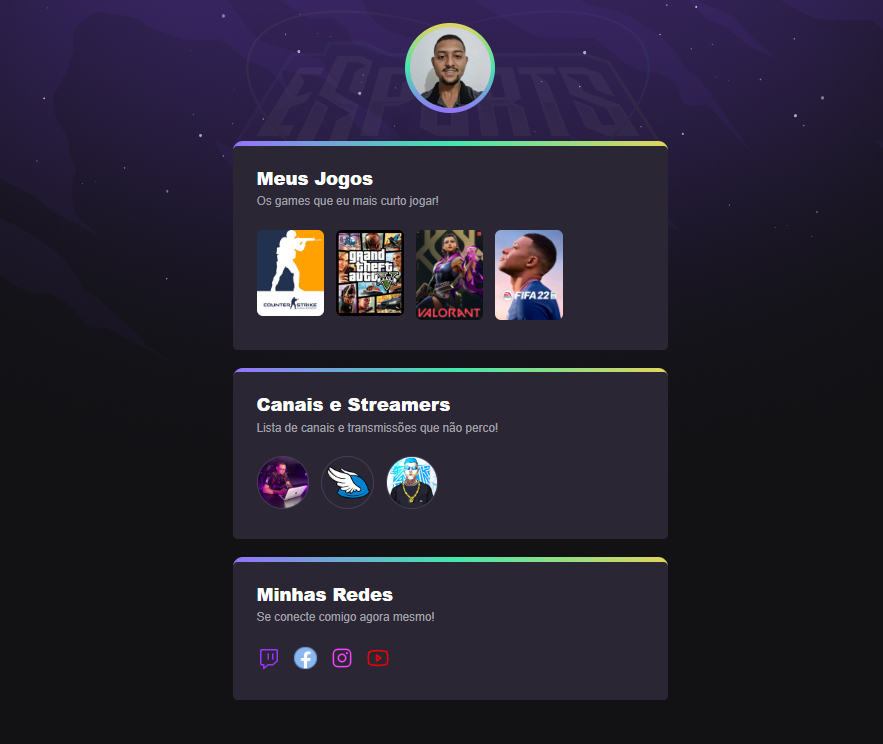 ESPORTS
Meus Jogos
Os games que eu mais curto jogar!
COUNTER STRIKE
grand
theft
auto
V
VALORANT
FIFA 22
Canais e Streamers
Lista de canais e transmissões que não perco!
Minhas Redes
Se conecte comigo agora mesmo!